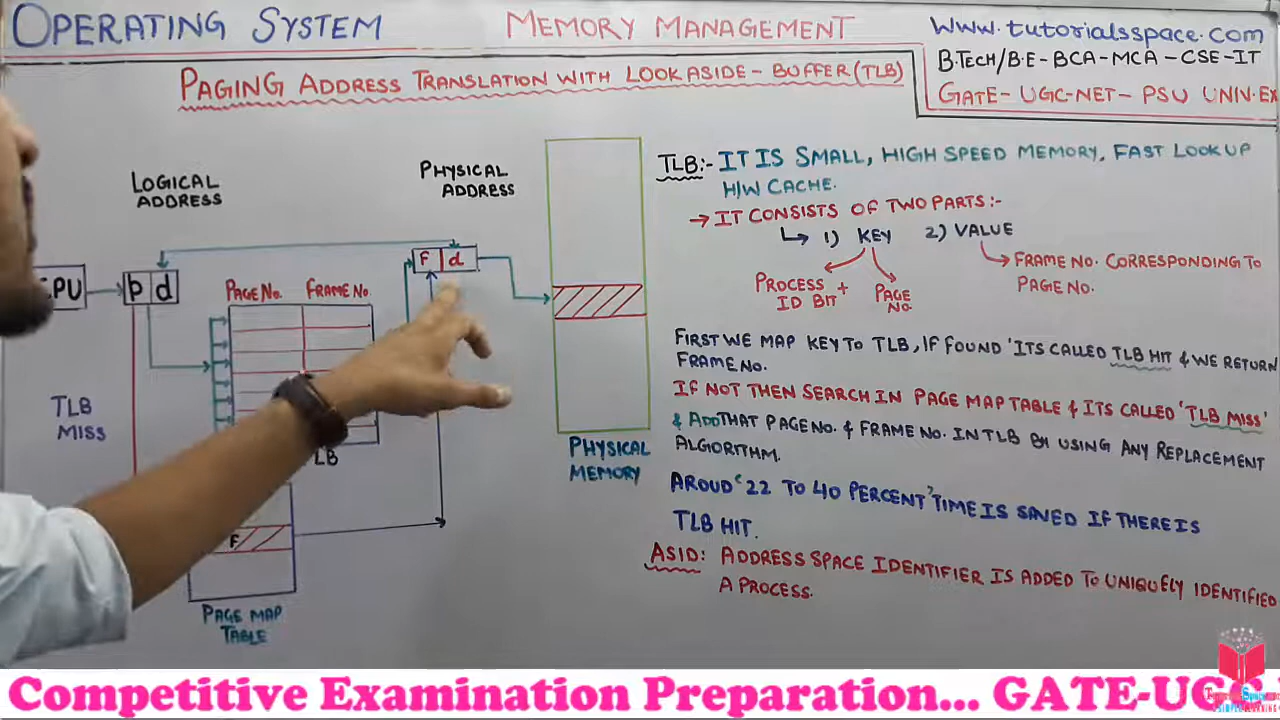 OPERATING SYSTEM
MEMORY MANAGEMENT
www.tutorialsspace.com
B.TECH/B.E-BCA-MCA-CSE-IT
GATE-UGC-NET-PSU UNIV.EX
PAGING ADDRESS TRANSLATION WITH LOOK ASIDE-BUFFER(TLB)
LOGICAL
ADDRESS
PHYSICAL
ADDRESS
CPU
p d
F d
PAGE No. FRAME No.
TLB
MISS
TLB
F
PAGE MAP
TABLE
PHYSICAL
MEMORY
TLB:- IT IS SMALL, HIGH SPEED MEMORY, FAST LOOKUP
H/W CACHE.
→ IT CONSISTS OF TWO PARTS:-
↳ 1) KEY 2) VALUE
PROCESS +
ID BIT
PAGE
NO.
FRAME NO. CORRESPONDING TO
PAGE NO.
FIRST WE MAP KEY TO TLB, IF FOUND 'ITS CALLED TLB HIT & WE RETURN
FRAME NO.
IF NOT THEN SEARCH IN PAGE MAP TABLE & ITS CALLED 'TLB MISS'
& ADD THAT PAGE NO. & FRAME NO. IN TLB BY USING ANY REPLACEMENT
ALGORITHM.
AROUD '22 TO 40 PERCENT' TIME IS SAVED IF THERE IS
TLB HIT.
ASID: ADDRESS SPACE IDENTIFIER IS ADDED TO UNIQUELY IDENTIFIED
A PROCESS.
Competitive Examination Preparation... GATE-UGC-